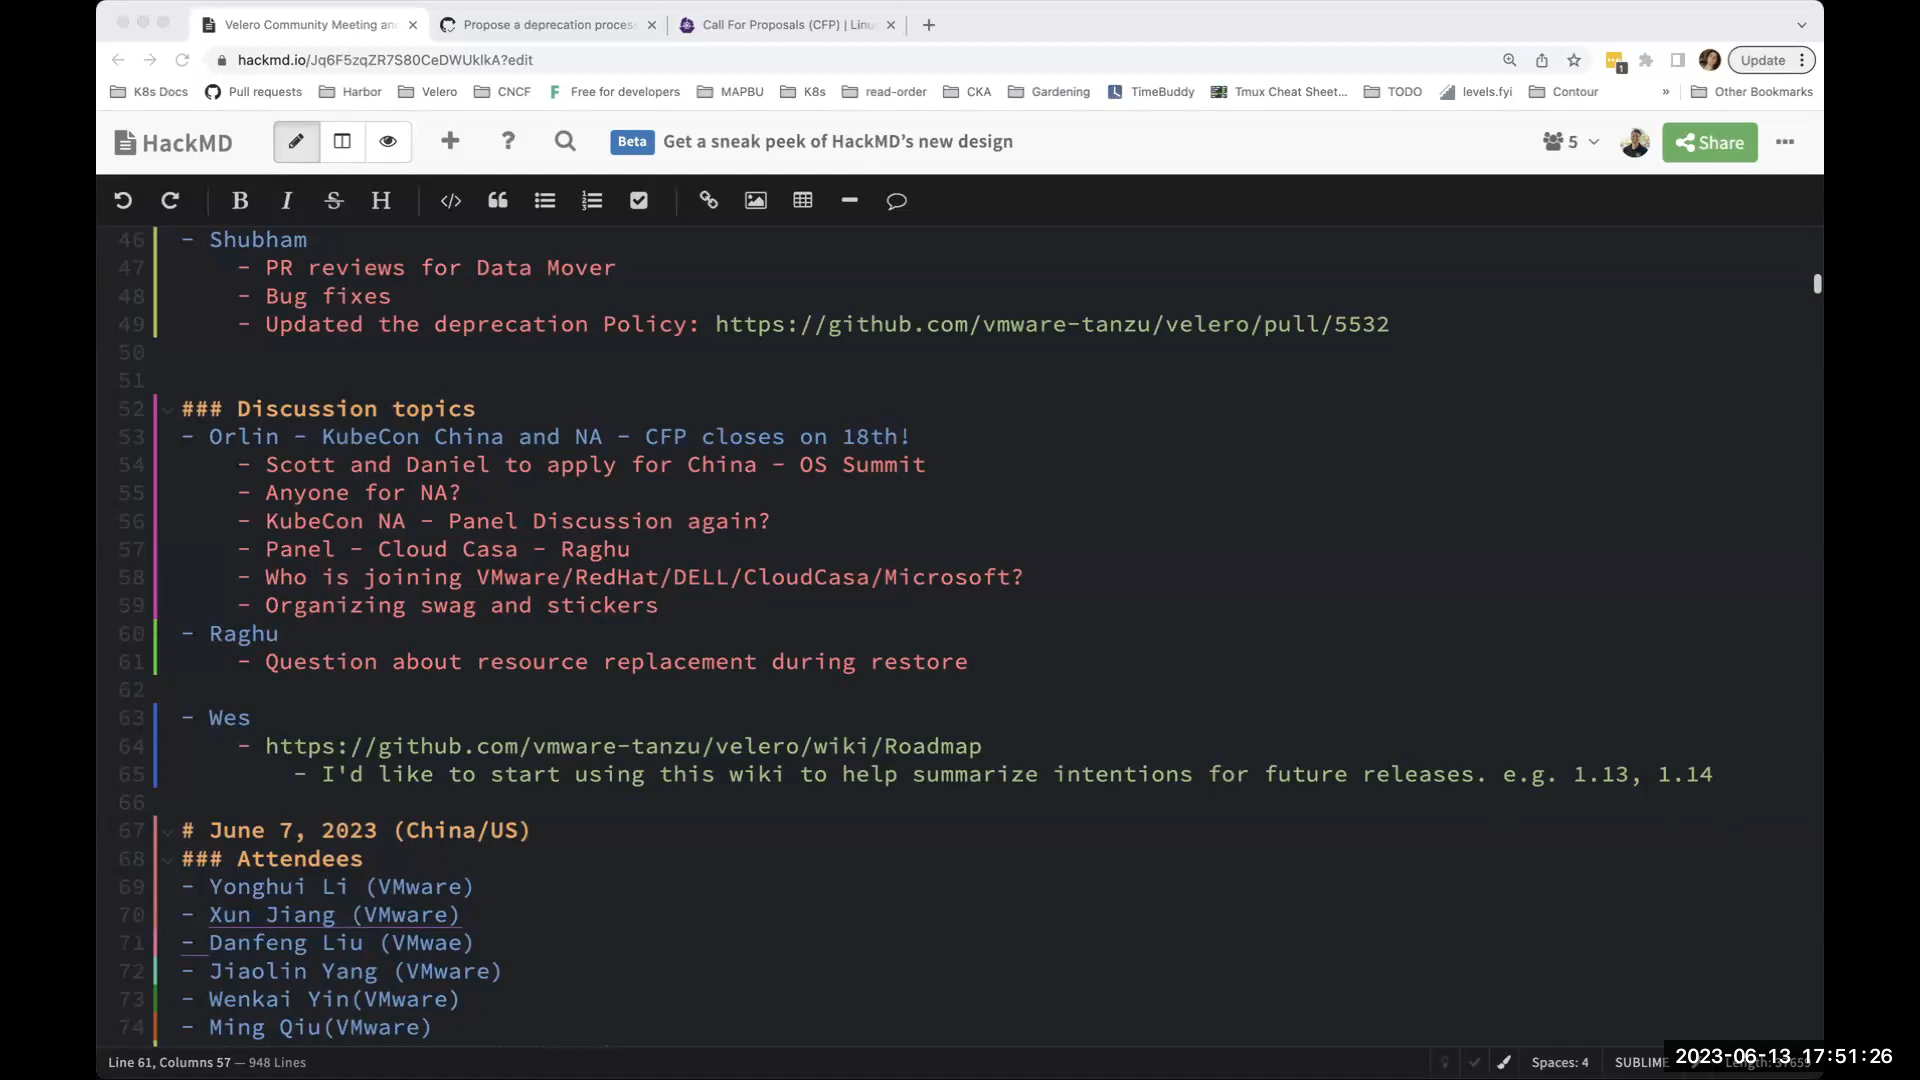 Velero Community Meeting an
Propose a deprecation proces
Call For Proposals (CFP) | Linu
hackmd.io/Jq6F5zqZR7S80CeDWUklkA?edit
1
Update
K8s Docs
Pull requests
Harbor
Velero
CNCF
Free for developers
MAPBU
K8s
read-order
CKA
Gardening
TimeBuddy
Tmux Cheat Sheet...
TODO
levels.fyi
Contour
»
Other Bookmarks
HackMD
Beta
Get a sneak peek of HackMD's new design
5
Share
46 - Shubham
47 - PR reviews for Data Mover
48 - Bug fixes
49 - Updated the deprecation Policy: https://github.com/vmware-tanzu/velero/pull/5532
50
51
52 ### Discussion topics
53 - Orlin - KubeCon China and NA - CFP closes on 18th!
54 - Scott and Daniel to apply for China - OS Summit
55 - Anyone for NA?
56 - KubeCon NA - Panel Discussion again?
57 - Panel - Cloud Casa - Raghu
58 - Who is joining VMware/RedHat/DELL/CloudCasa/Microsoft?
59 - Organizing swag and stickers
60 - Raghu
61 - Question about resource replacement during restore
62
63 - Wes
64 - https://github.com/vmware-tanzu/velero/wiki/Roadmap
65 - I'd like to start using this wiki to help summarize intentions for future releases. e.g. 1.13, 1.14
66
67 # June 7, 2023 (China/US)
68 ### Attendees
69 - Yonghui Li (VMware)
70 - Xun Jiang (VMware)
71 - Danfeng Liu (VMwae)
72 - Jiaolin Yang (VMware)
73 - Wenkai Yin(VMware)
74 - Ming Qiu(VMware)
Line 61, Columns 57 — 948 Lines
Spaces: 4
SUBLIME
2023-06-13 17:51:26